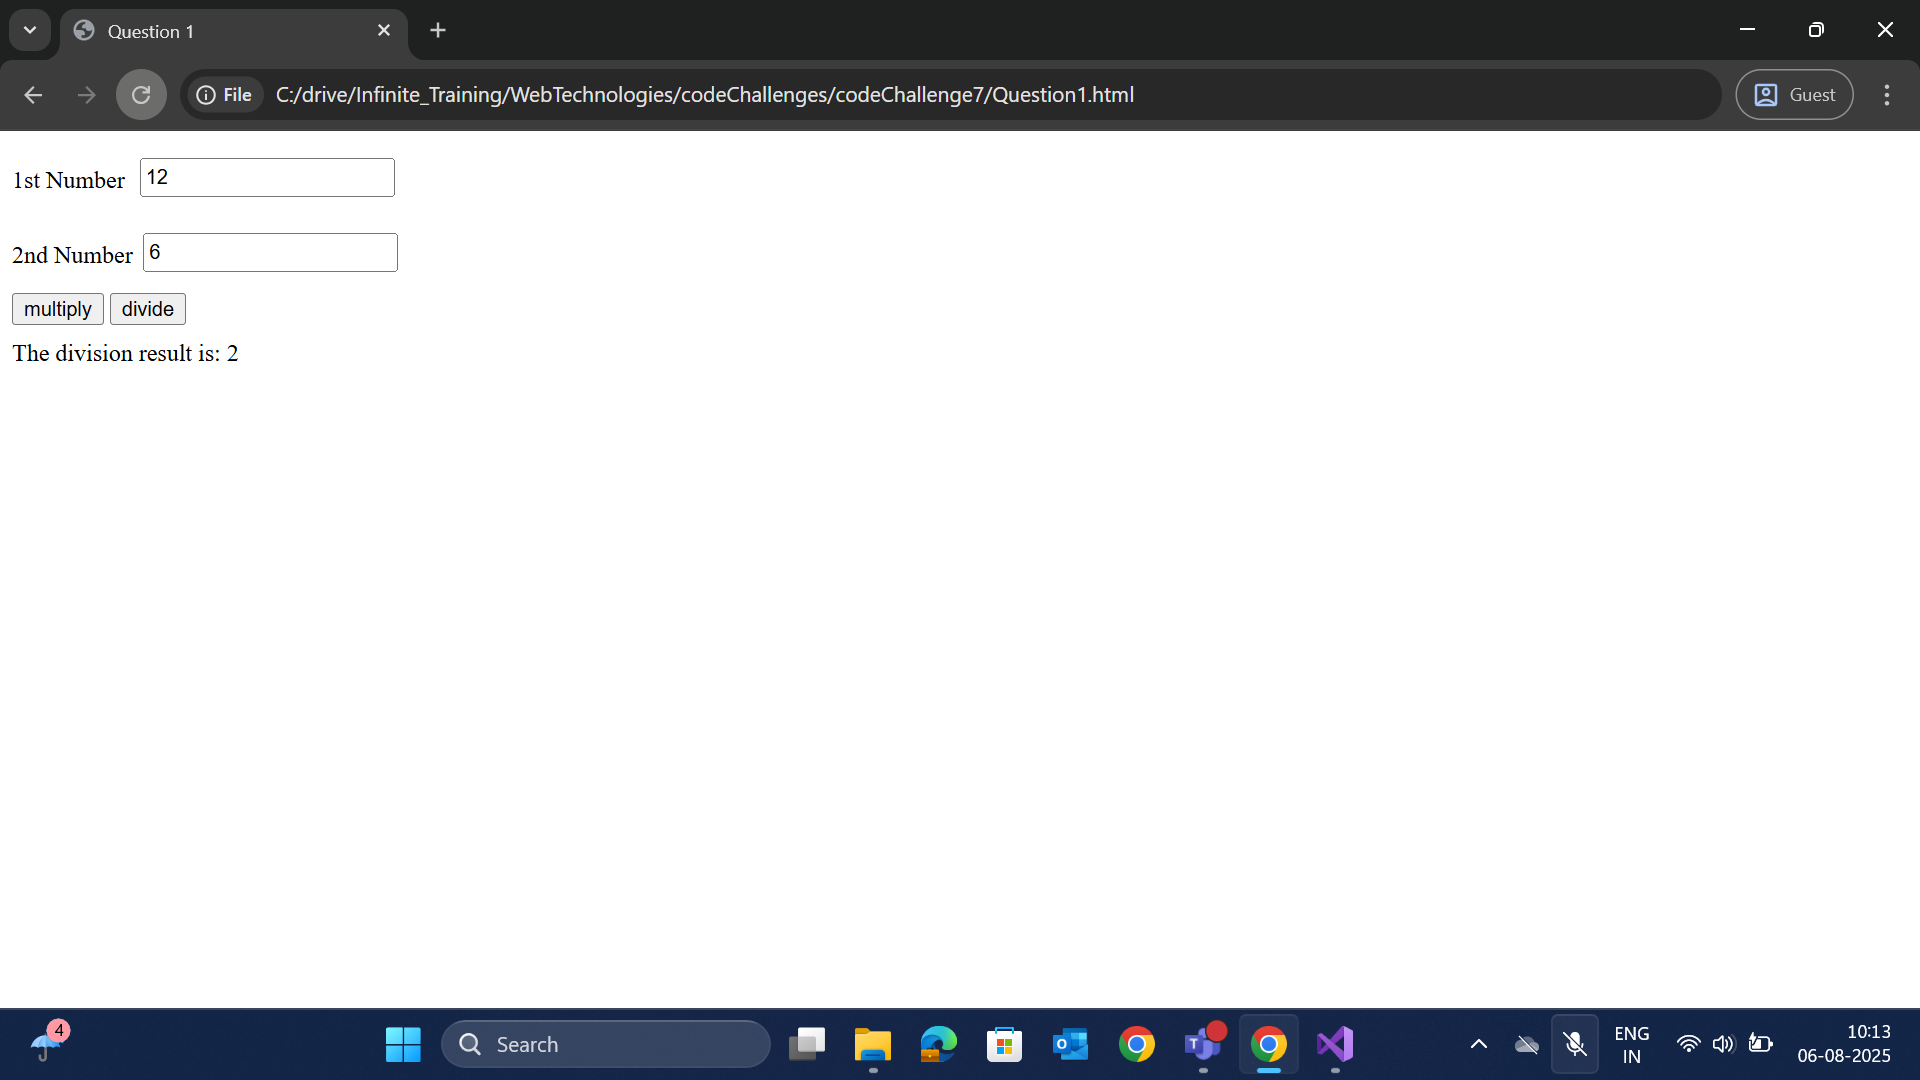 Question 1
File
C:/drive/Infinite_Training/WebTechnologies/codeChallenges/codeChallenge7/Question1.html
Guest
1st Number 12
2nd Number 6
multiply divide
The division result is: 2
4
Search
ENG
IN
10:13
06-08-2025